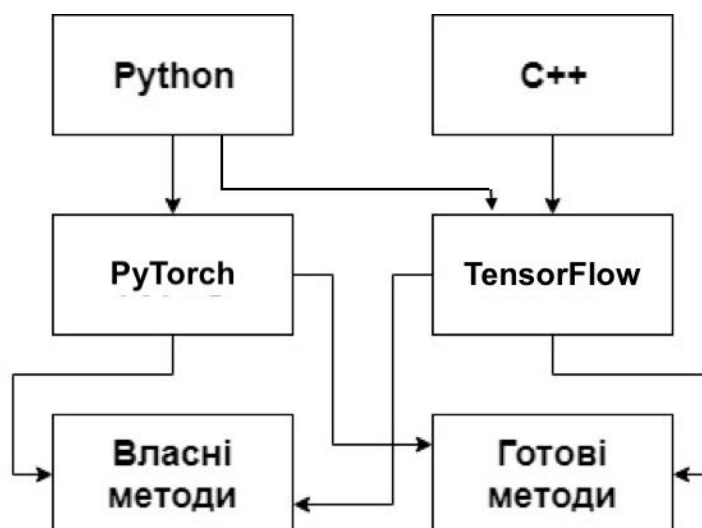 Python
C++
PyTorch
TensorFlow
Власні
методи
Готові
методи